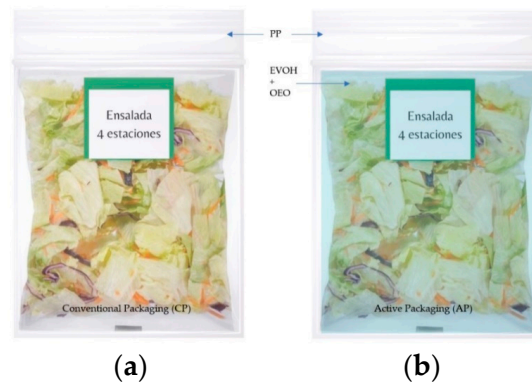 PP
EVOH
+
OEO
Ensalada
4 estaciones
Conventional Packaging (CP)
(a)
Ensalada
4 estaciones
Active Packaging (AP)
(b)